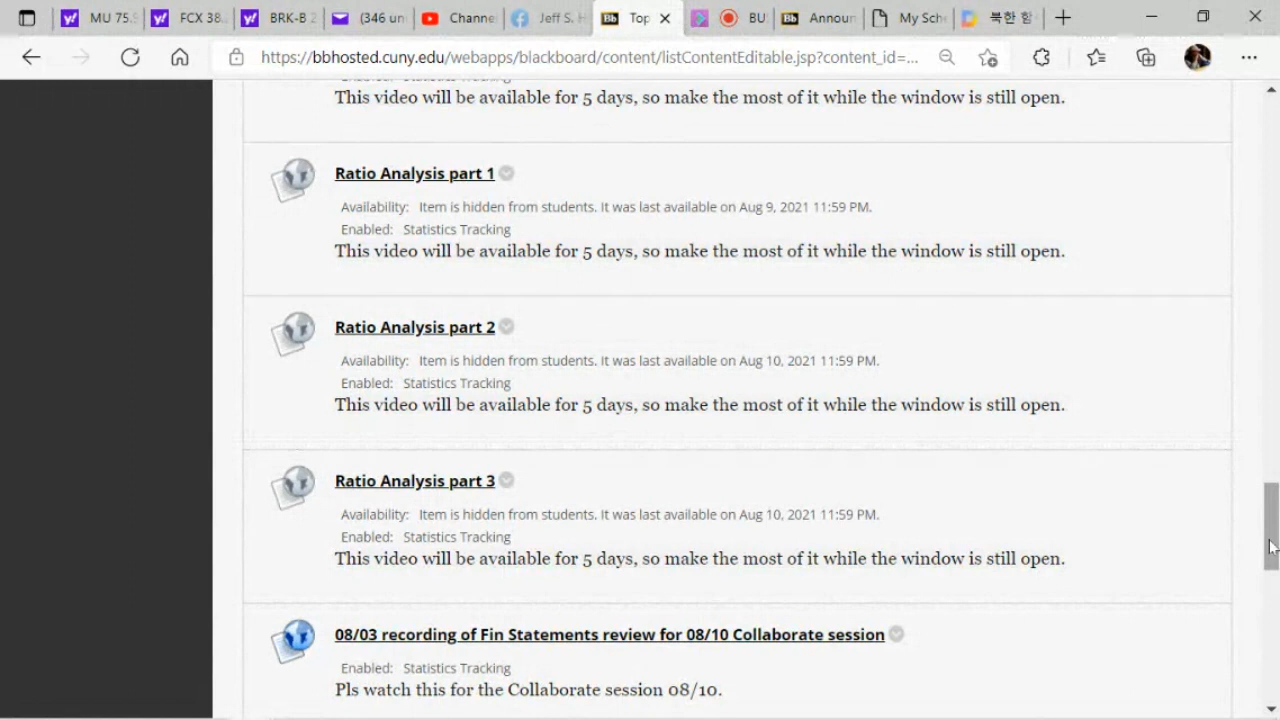 MU 75.
FCX 38.
BRK-B 2
(346 un
Channe
Jeff S. H
Top
BU
Announ
My Sch
북한 함
https://bbhosted.cuny.edu/webapps/blackboard/content/listContentEditable.jsp?content_id=...
Enabled: Statistics Tracking
This video will be available for 5 days, so make the most of it while the window is still open.
Ratio Analysis part 1
Availability: Item is hidden from students. It was last available on Aug 9, 2021 11:59 PM.
Enabled: Statistics Tracking
This video will be available for 5 days, so make the most of it while the window is still open.
Ratio Analysis part 2
Availability: Item is hidden from students. It was last available on Aug 10, 2021 11:59 PM.
Enabled: Statistics Tracking
This video will be available for 5 days, so make the most of it while the window is still open.
Ratio Analysis part 3
Availability: Item is hidden from students. It was last available on Aug 10, 2021 11:59 PM.
Enabled: Statistics Tracking
This video will be available for 5 days, so make the most of it while the window is still open.
08/03 recording of Fin Statements review for 08/10 Collaborate session
Enabled: Statistics Tracking
Pls watch this for the Collaborate session 08/10.